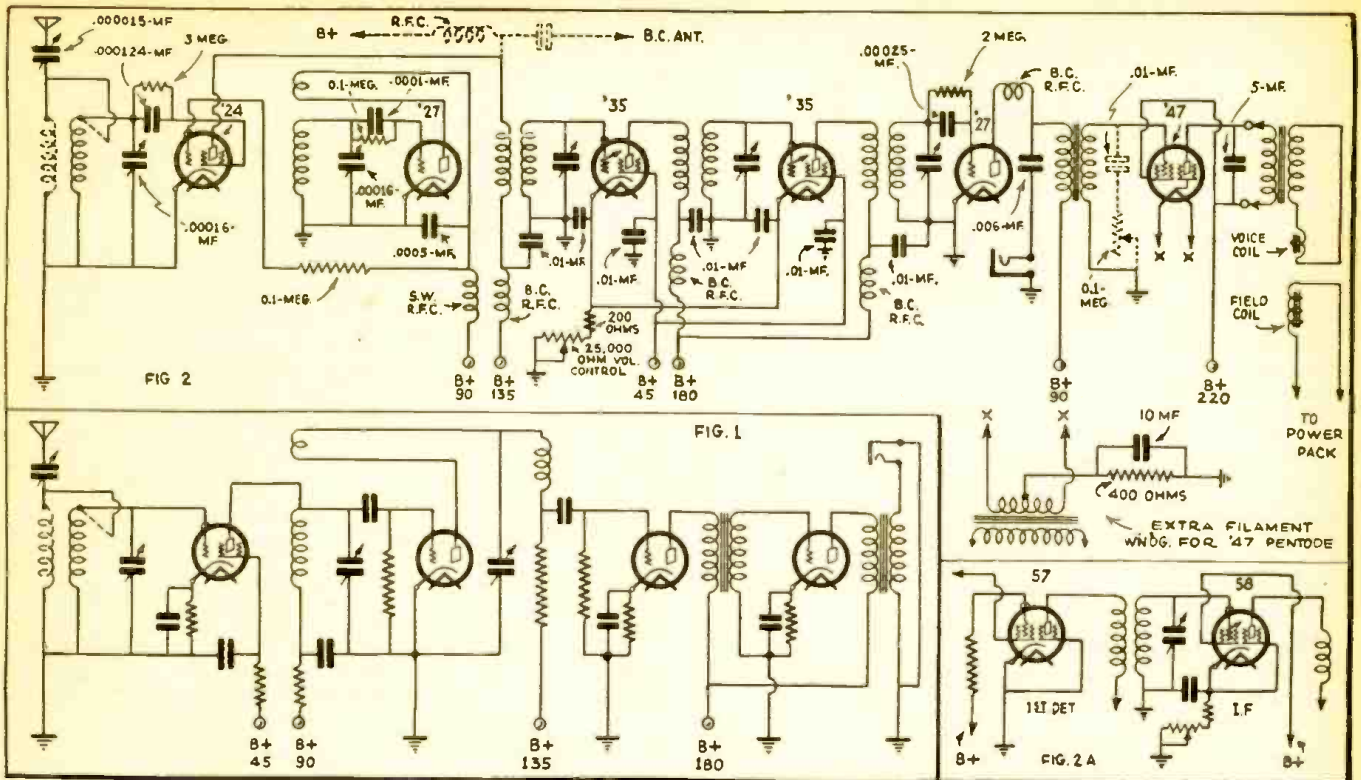 .000015-MF
.000124-MF
3 MEG.
'24
.00016-
MF
B+
R.F.C.
B.C. ANT.
0.1-MEG.
.0001-MF.
'27
.00016-
MF.
.0005-MF
0.1-MEG.
S.W.
R.F.C.
B.C.
R.F.C.
.01-MF.
'35
.01-MF.
200
OHMS
25,000
OHM VOL.
CONTROL
'35
.01-MF
B.C.
R.F.C.
.01-MF.
.00025-
MF.
2 MEG.
'27
B.C.
R.F.C.
.01-MF.
B.C.
R.F.C.
.006-MF
.01-MF.
0.1-
MEG.
'47
X X
5-MF.
VOICE
COIL
FIELD
COIL
FIG 2
B+
90
B+
135
B+
45
B+
180
B+
90
B+
220
TO
POWER
PACK
FIG. 1
B+
45
B+
90
B+
135
B+
180
X X
10 MF
400 OHMS
EXTRA FILAMENT
WNDG. FOR '47 PENTODE
57
1ST DET
B+
58
I.F
B+
FIG. 2A